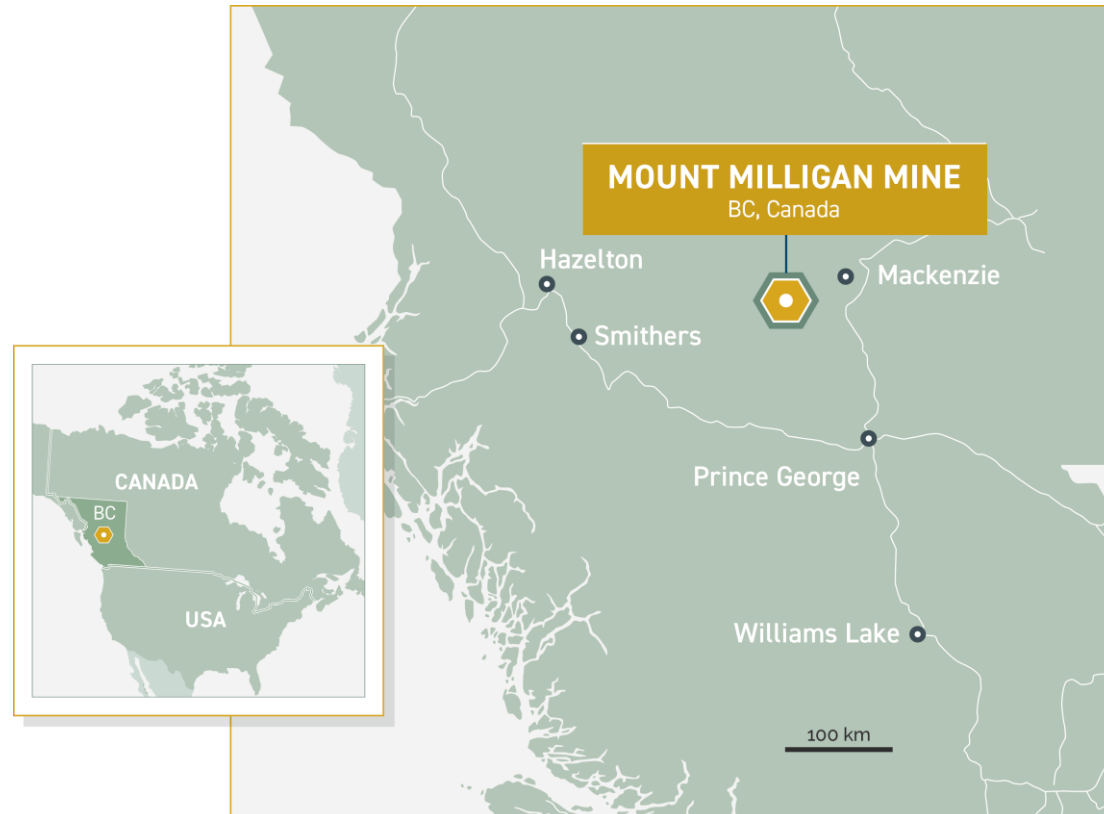 MOUNT MILLIGAN MINE
BC, Canada
Hazelton
Mackenzie
Smithers
Prince George
Williams Lake
100 km
CANADA
BC
USA